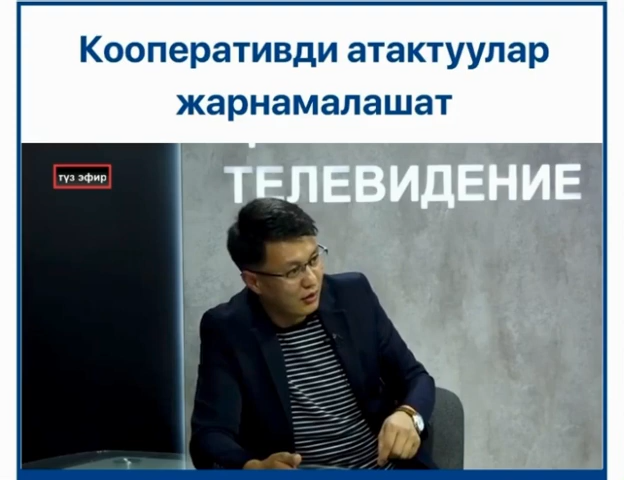 Кооперативди атактуулар
жарнамалашат
түз эфир
ТЕЛЕВИДЕНИЕ